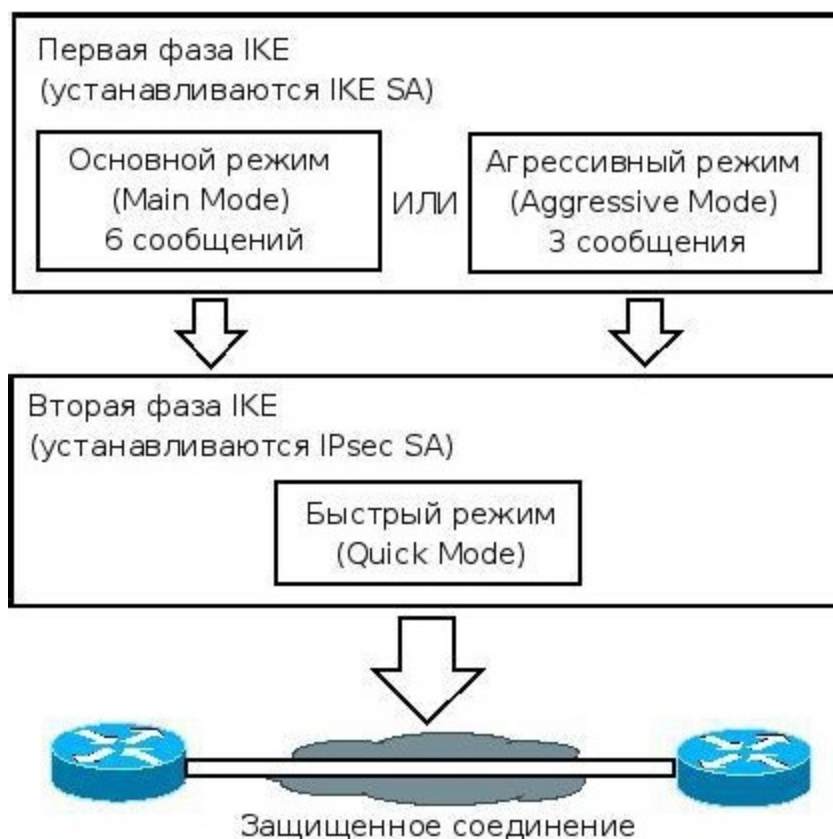 Первая фаза IKE
(устанавливаются IKE SA)
Основной режим
(Main Mode)
6 сообщений
ИЛИ
Агрессивный режим
(Aggressive Mode)
3 сообщения
Вторая фаза IKE
(устанавливаются IPsec SA)
Быстрый режим
(Quick Mode)
Защищенное соединение